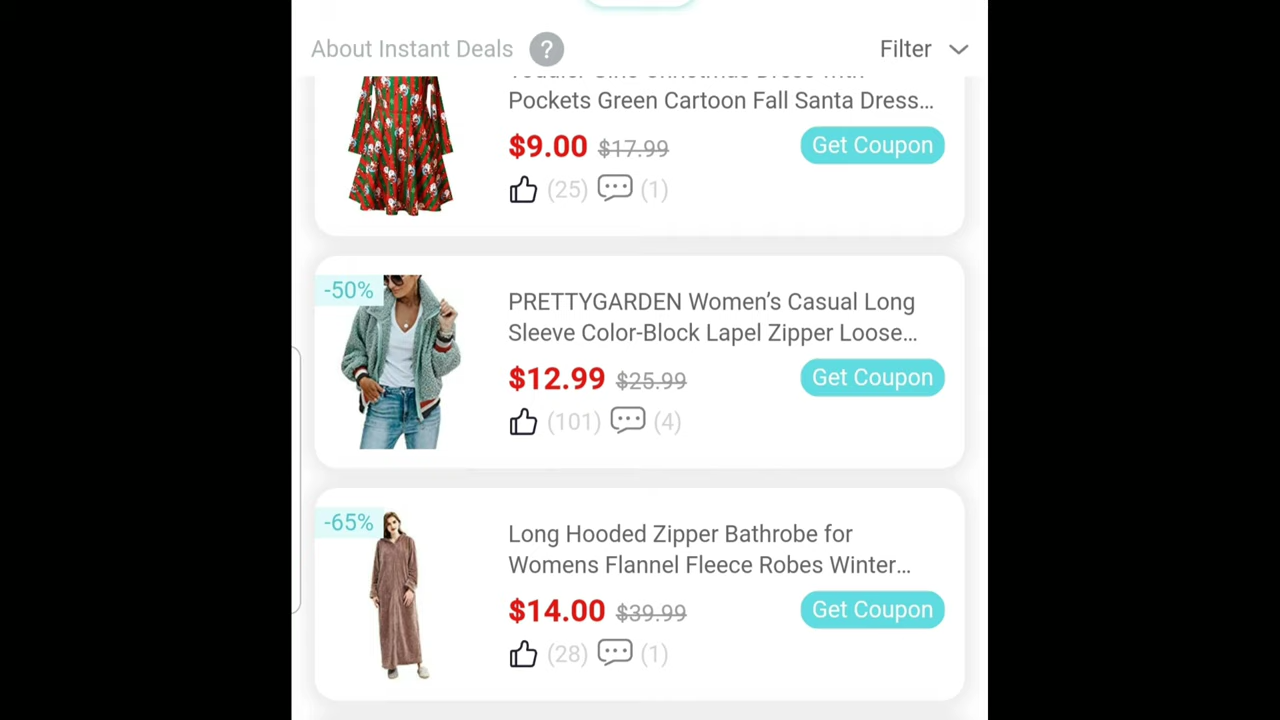 About Instant Deals ?
Filter
Pockets Green Cartoon Fall Santa Dress...
$9.00 $17.99
Get Coupon
(25) (1)
-50%
PRETTYGARDEN Women's Casual Long
Sleeve Color-Block Lapel Zipper Loose...
$12.99 $25.99
Get Coupon
(101) (4)
-65%
Long Hooded Zipper Bathrobe for
Womens Flannel Fleece Robes Winter...
$14.00 $39.99
Get Coupon
(28) (1)